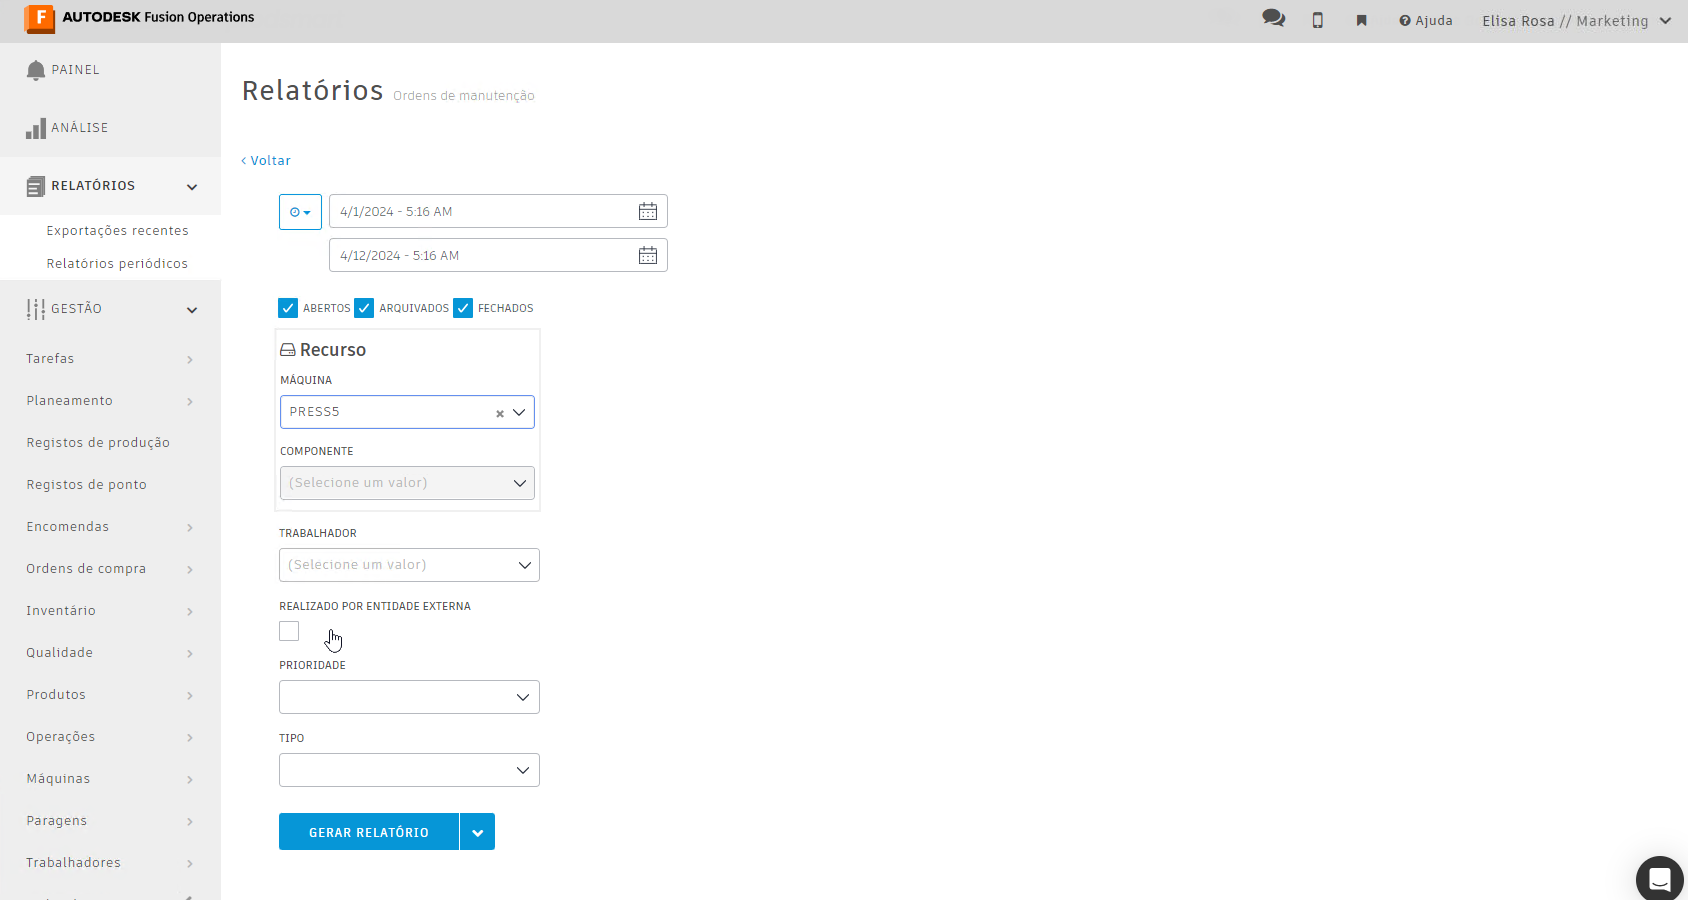 AUTODESK Fusion Operations
Ajuda
Elisa Rosa // Marketing
PAINEL
ANÁLISE
RELATÓRIOS
Exportações recentes
Relatórios periódicos
GESTÃO
Tarefas
Planeamento
Registos de produção
Registos de ponto
Encomendas
Ordens de compra
Inventário
Qualidade
Produtos
Operações
Máquinas
Paragens
Trabalhadores
Relatórios Ordens de manutenção
‹ Voltar
4/1/2024 - 5:16 AM
4/12/2024 - 5:16 AM
ABERTOS ARQUIVADOS FECHADOS
Recurso
MÁQUINA
PRESS5
COMPONENTE
(Selecione um valor)
TRABALHADOR
(Selecione um valor)
REALIZADO POR ENTIDADE EXTERNA
PRIORIDADE
TIPO
GERAR RELATÓRIO